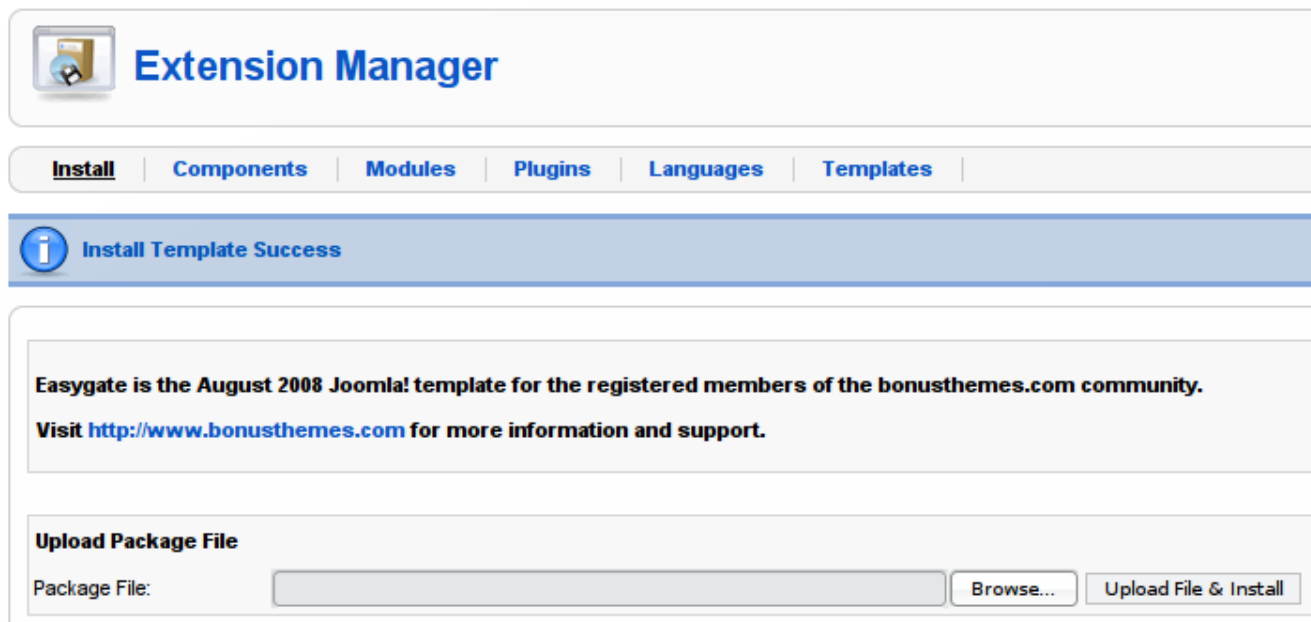 Extension Manager
Install Components Modules Plugins Languages Templates
Install Template Success
Easygate is the August 2008 Joomla! template for the registered members of the bonusthemes.com community.
Visit http://www.bonusthemes.com for more information and support.
Upload Package File
Package File: Browse... Upload File & Install